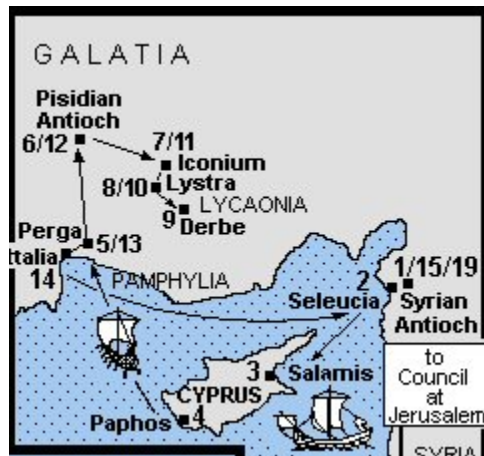 GALATIA
Pisidian
Antioch
6/12
7/11
Iconium
8/10
Lystra
LYCAONIA
9
Derbe
Perga
5/13
ttalia
14
PAMPHYLIA
2
1/15/19
Seleucia
Syrian
Antioch
3
Salamis
CYPRUS
Paphos
4
to
Council
at
Jerusalem
SYRIA